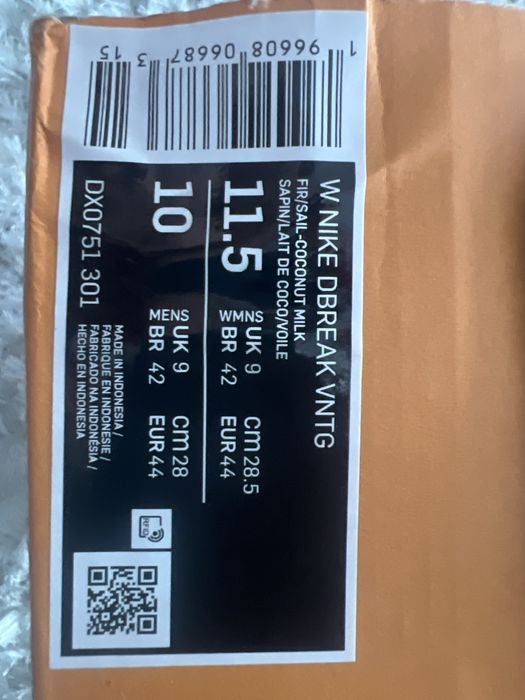 W NIKE DBREAK VNTG
FIR/SAIL-COCONUT MILK
SAPIN/LAIT DE COCO/VOILE
11.5 WMNS UK 9 cm 28.5
BR 42 EUR 44
10 MENS UK 9 cm 28
BR 42 EUR 44
DX0751 301
MADE IN INDONESIA /
FABRIQUE EN INDONESIE /
FABRICADO NA INDONÉSIA /
HECHO EN INDONESIA
RFID
1 96608 06687 3 15